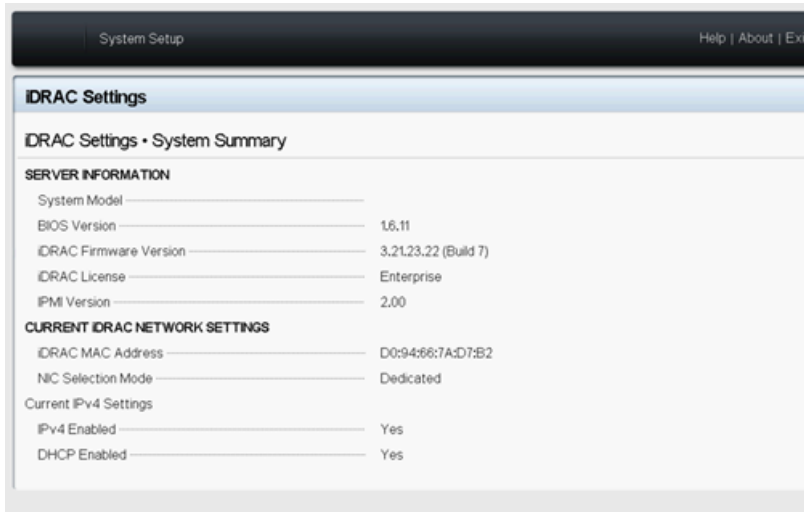 System Setup
Help | About | Exi
iDRAC Settings
iDRAC Settings • System Summary
SERVER INFORMATION
System Model
BIOS Version 1.6.11
iDRAC Firmware Version 3.21.23.22 (Build 7)
iDRAC License Enterprise
IPMI Version 2.00
CURRENT iDRAC NETWORK SETTINGS
iDRAC MAC Address D0:94:66:7A:D7:B2
NIC Selection Mode Dedicated
Current IPv4 Settings
IPv4 Enabled Yes
DHCP Enabled Yes